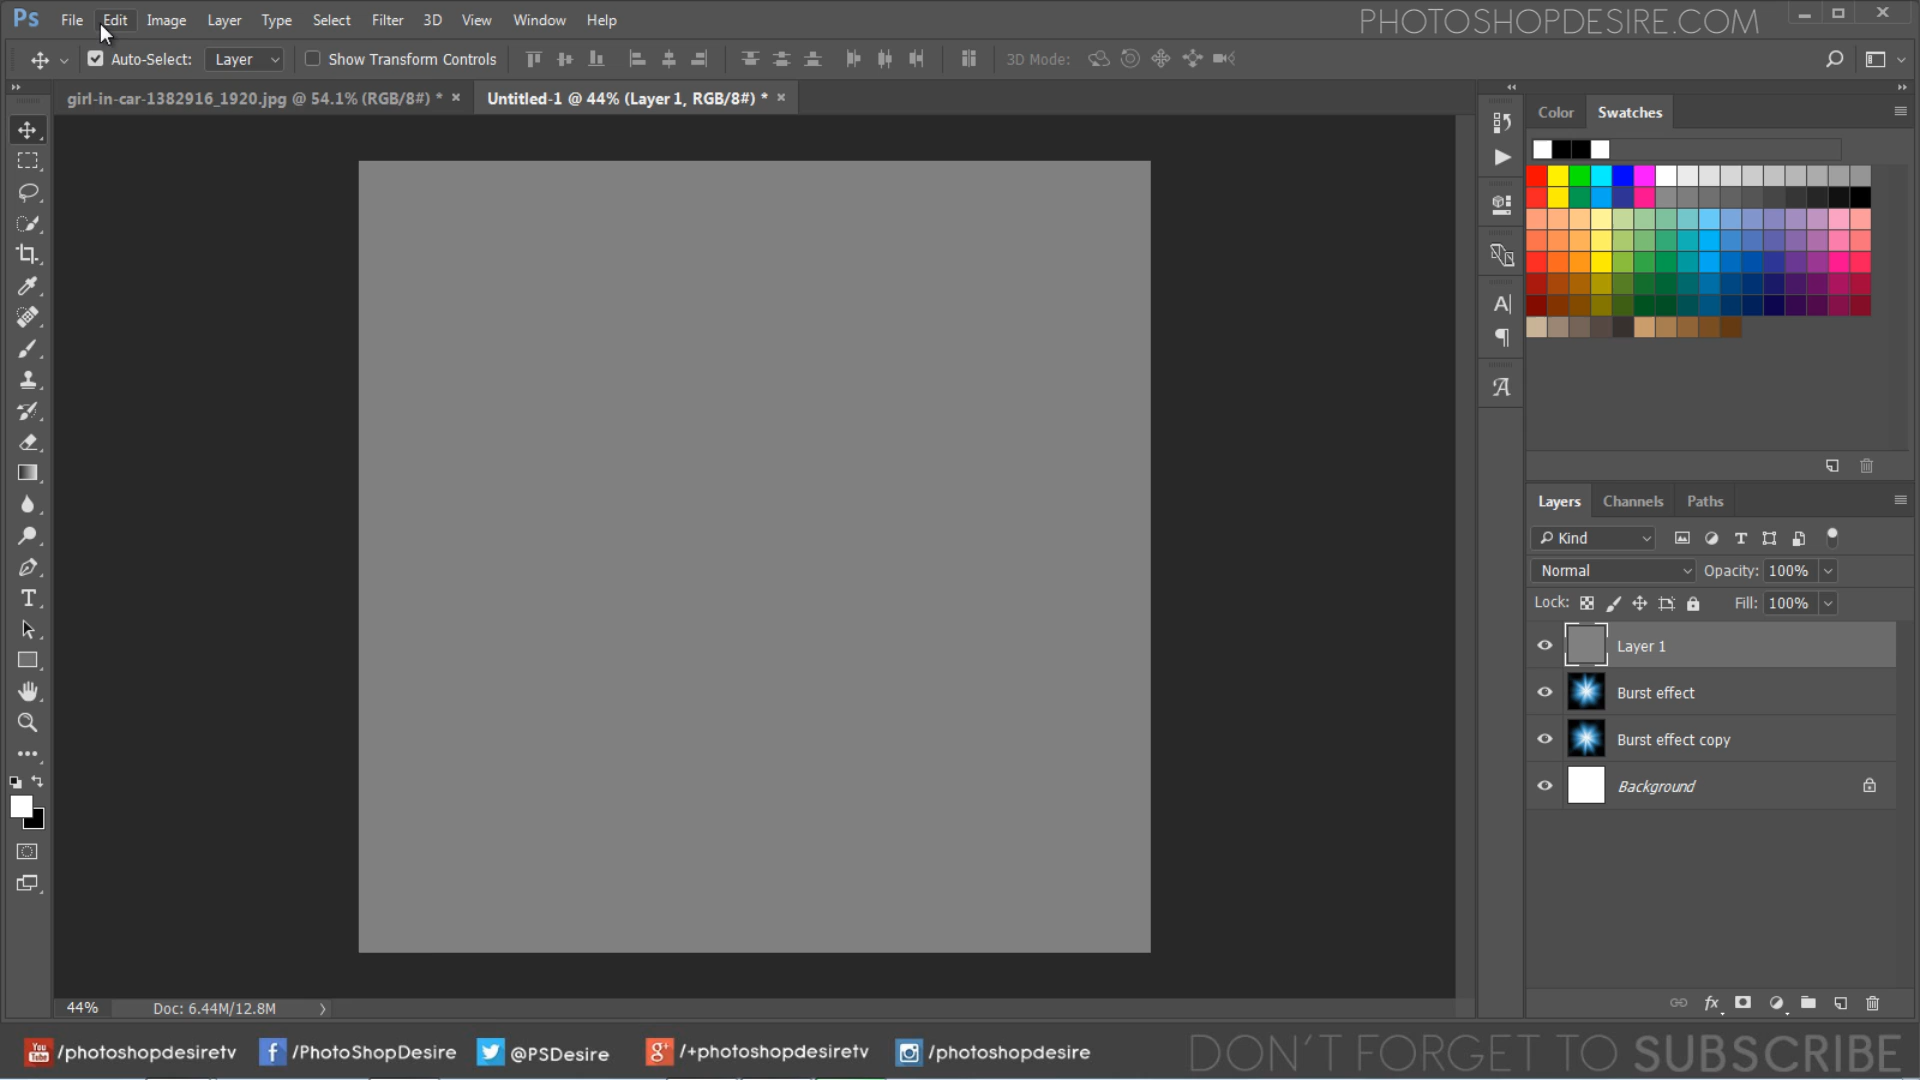 Ps File Edit Image Layer Type Select Filter 3D View Window Help PHOTOSHOPDESIRE.COM
Auto-Select: Layer Show Transform Controls 3D Mode:
girl-in-car-1382916_1920.jpg @ 54.1% (RGB/8#) * × Untitled-1 @ 44% (Layer 1, RGB/8#) * ×
Color Swatches
Layers Channels Paths
Kind
Normal Opacity: 100%
Lock: Fill: 100%
Layer 1
Burst effect
Burst effect copy
Background
44% Doc: 6.44M/12.8M
You Tube /photoshopdesiretv /PhotoShopDesire @PSDesire g+ /+photoshopdesiretv /photoshopdesire DON'T FORGET TO SUBSCRIBE